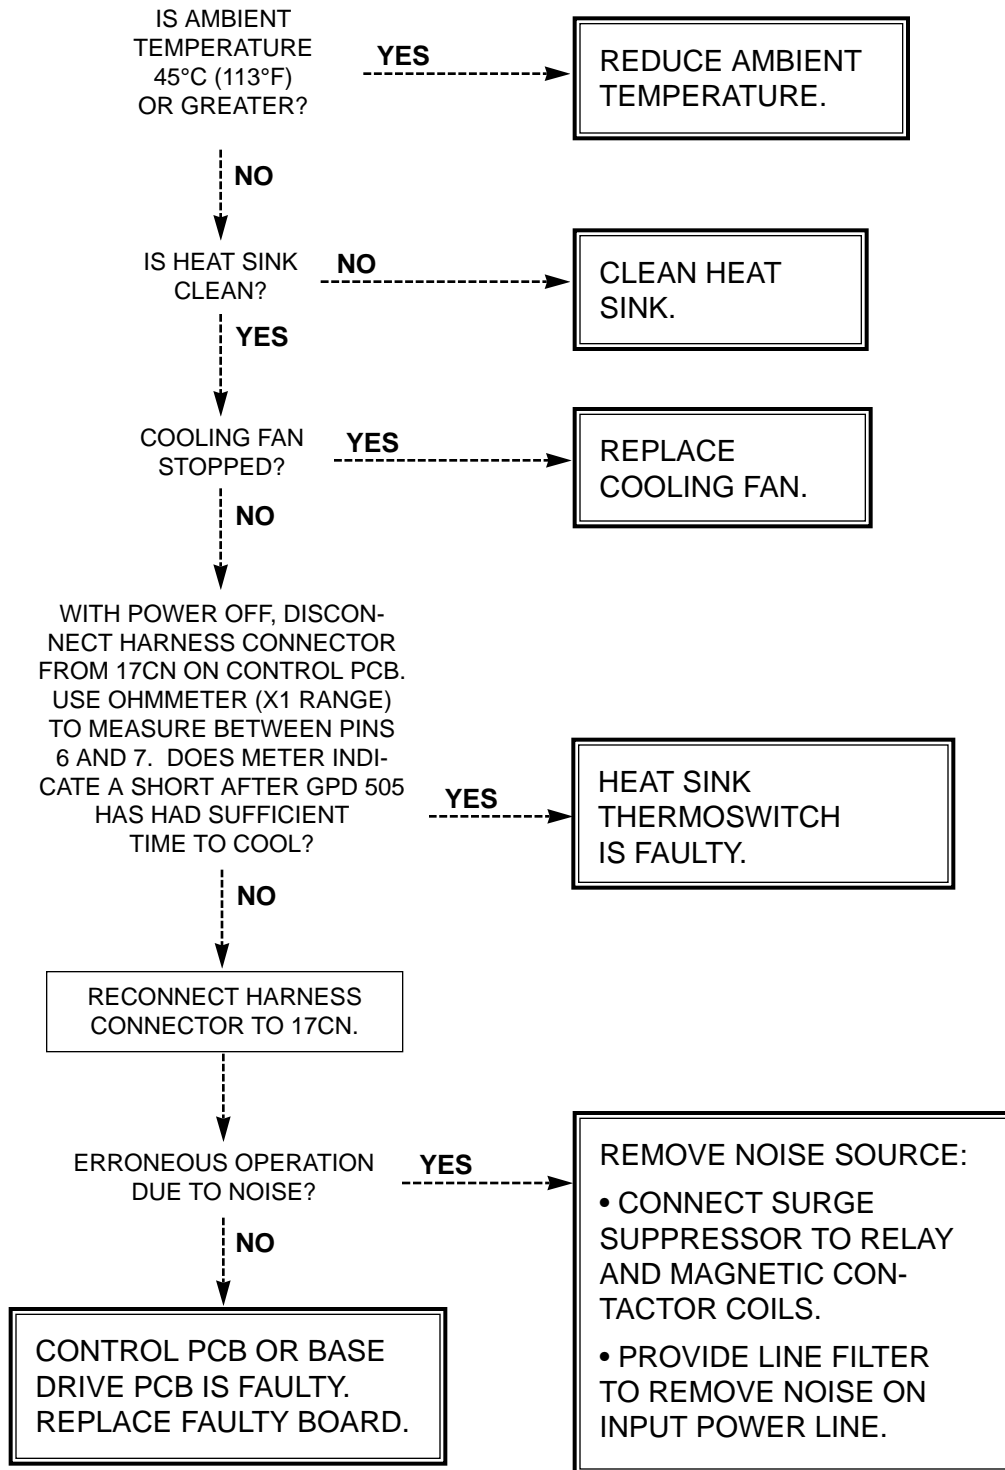 IS AMBIENT
TEMPERATURE
45°C (113°F)
OR GREATER?
YES
REDUCE AMBIENT
TEMPERATURE.
NO
IS HEAT SINK
CLEAN?
NO
CLEAN HEAT
SINK.
YES
COOLING FAN
STOPPED?
YES
REPLACE
COOLING FAN.
NO
WITH POWER OFF, DISCON-
NECT HARNESS CONNECTOR
FROM 17CN ON CONTROL PCB.
USE OHMMETER (X1 RANGE)
TO MEASURE BETWEEN PINS
6 AND 7.  DOES METER INDI-
CATE A SHORT AFTER GPD 505
HAS HAD SUFFICIENT
TIME TO COOL?
YES
HEAT SINK
THERMOSWITCH
IS FAULTY.
NO
RECONNECT HARNESS
CONNECTOR TO 17CN.
ERRONEOUS OPERATION
DUE TO NOISE?
YES
REMOVE NOISE SOURCE:
• CONNECT SURGE
SUPPRESSOR TO RELAY
AND MAGNETIC CON-
TACTOR COILS.
• PROVIDE LINE FILTER
TO REMOVE NOISE ON
INPUT POWER LINE.
NO
CONTROL PCB OR BASE
DRIVE PCB IS FAULTY.
REPLACE FAULTY BOARD.